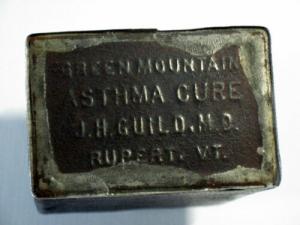 GREEN MOUNTAIN
ASTHMA CURE
J.H. GUILD, M.D.
RUPERT. VT.